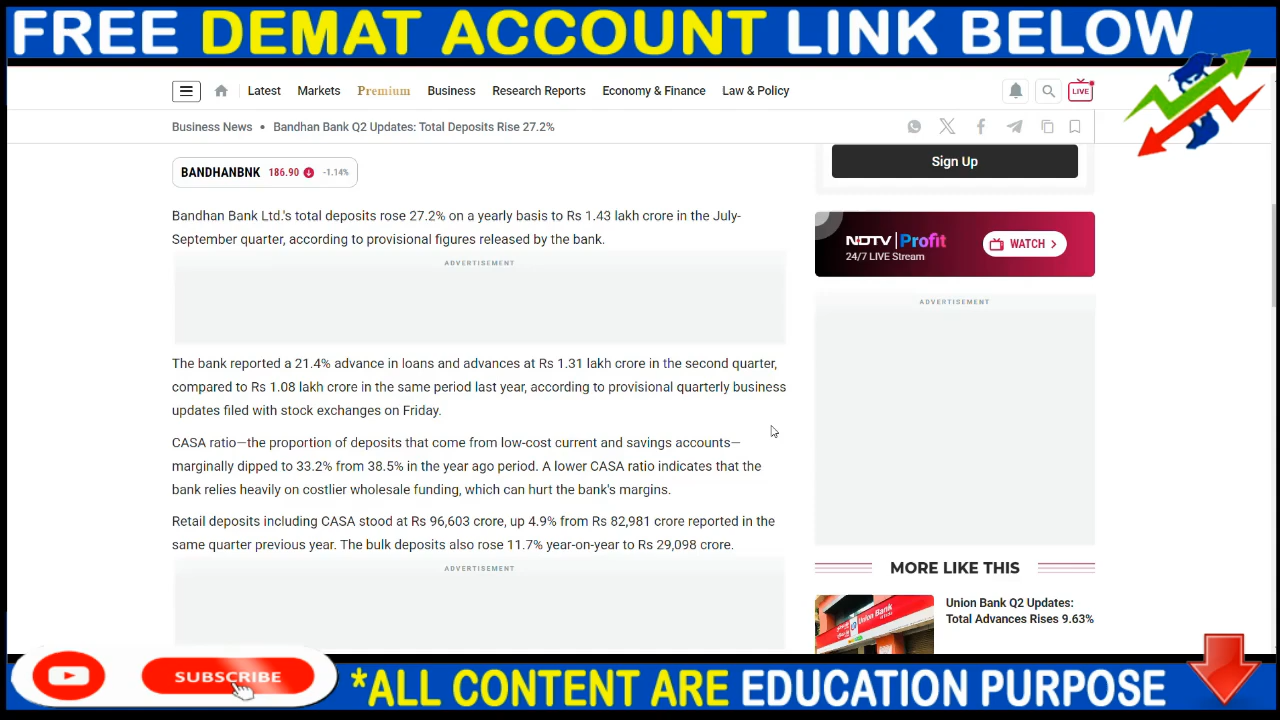 FREE DEMAT ACCOUNT LINK BELOW
Latest Markets Premium Business Research Reports Economy & Finance Law & Policy
LIVE
Business News • Bandhan Bank Q2 Updates: Total Deposits Rise 27.2%
BANDHANBNK 186.90 -1.14%
Bandhan Bank Ltd.'s total deposits rose 27.2% on a yearly basis to Rs 1.43 lakh crore in the July-
September quarter, according to provisional figures released by the bank.
ADVERTISEMENT
The bank reported a 21.4% advance in loans and advances at Rs 1.31 lakh crore in the second quarter,
compared to Rs 1.08 lakh crore in the same period last year, according to provisional quarterly business
updates filed with stock exchanges on Friday.
CASA ratio—the proportion of deposits that come from low-cost current and savings accounts—
marginally dipped to 33.2% from 38.5% in the year ago period. A lower CASA ratio indicates that the
bank relies heavily on costlier wholesale funding, which can hurt the bank's margins.
Retail deposits including CASA stood at Rs 96,603 crore, up 4.9% from Rs 82,981 crore reported in the
same quarter previous year. The bulk deposits also rose 11.7% year-on-year to Rs 29,098 crore.
ADVERTISEMENT
Sign Up
NDTV Profit
24/7 LIVE Stream
WATCH
ADVERTISEMENT
MORE LIKE THIS
Union Bank
Union Bank Q2 Updates:
Total Advances Rises 9.63%
SUBSCRIBE
*ALL CONTENT ARE EDUCATION PURPOSE